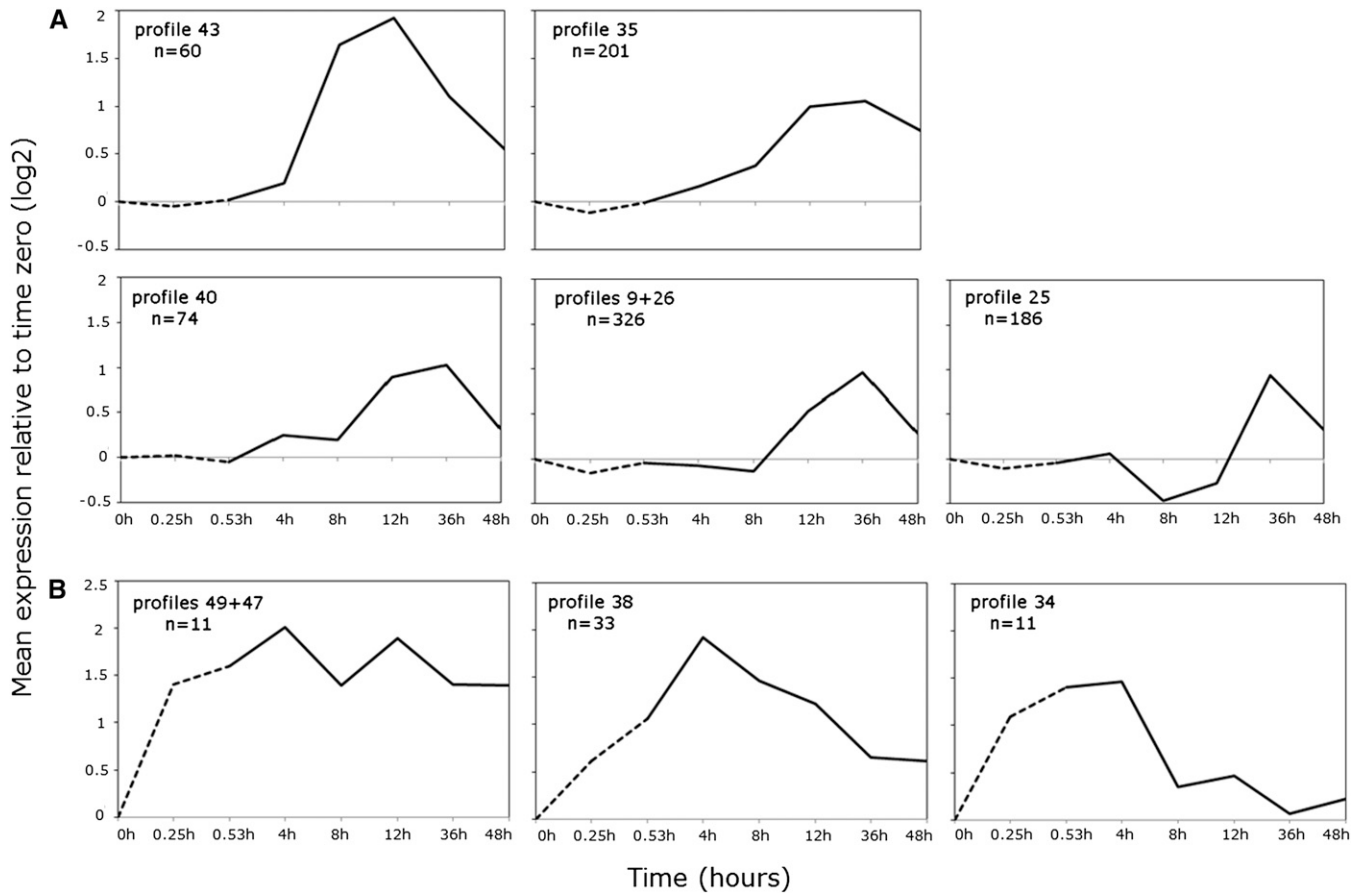 A
profile 43
n=60
2
1.5
1
0.5
0
-0.5
profile 35
n=201
profile 40
n=74
2
1.5
1
0.5
0
-0.5
0h 0.25h 0.53h 4h 8h 12h 36h 48h
profiles 9+26
n=326
0h 0.25h 0.53h 4h 8h 12h 36h 48h
profile 25
n=186
0h 0.25h 0.53h 4h 8h 12h 36h 48h
Mean expression relative to time zero (log2)
B
profiles 49+47
n=11
2.5
2
1.5
1
0.5
0
0h 0.25h 0.53h 4h 8h 12h 36h 48h
profile 38
n=33
0h 0.25h 0.53h 4h 8h 12h 36h 48h
profile 34
n=11
0h 0.25h 0.53h 4h 8h 12h 36h 48h
Time (hours)